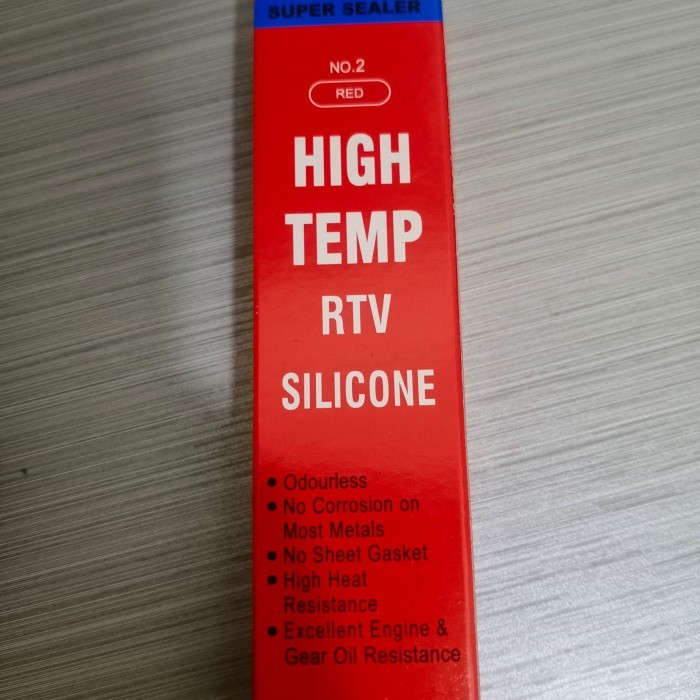 SUPER SEALER
NO.2
RED
HIGH
TEMP
RTV
SILICONE
• Odourless
• No Corrosion on
Most Metals
• No Sheet Gasket
• High Heat
Resistance
• Excellent Engine &
Gear Oil Resistance